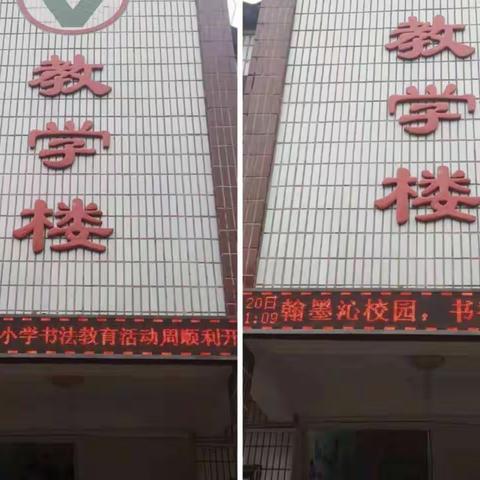 教学楼
小学书法教育活动周顺利开
教学楼
20日
1:09
翰墨沁校园，书